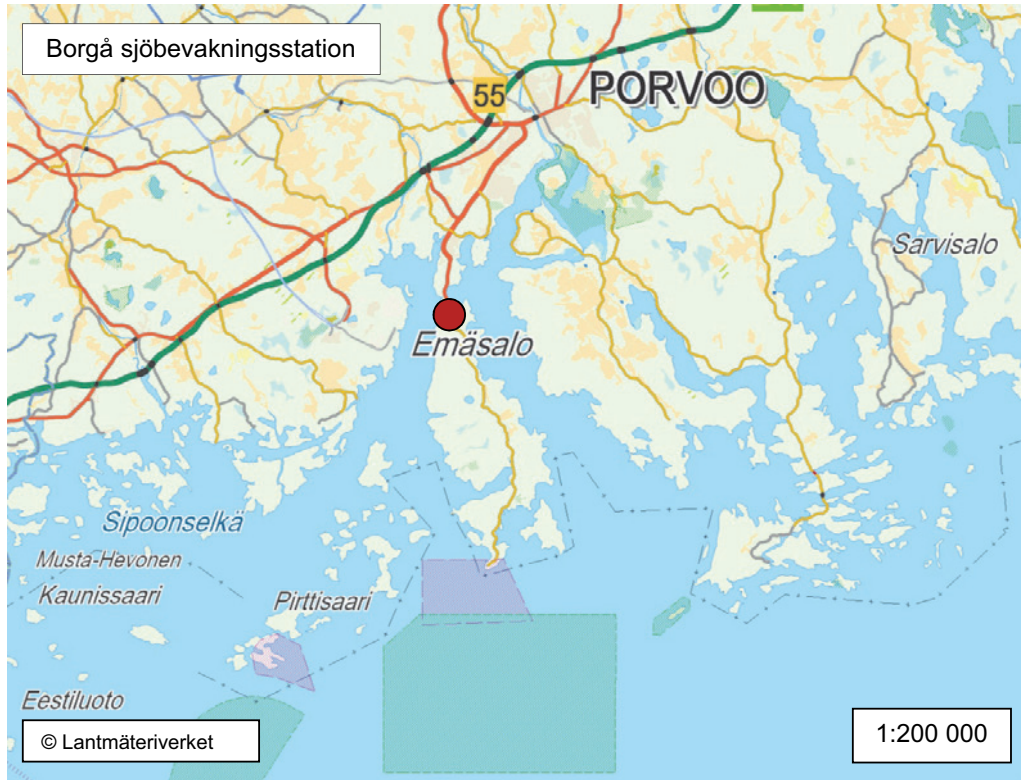 Borgå sjöbevakningsstation
55
PORVOO
Sarvisalo
Emäsalo
Sipoonselkä
Musta-Hevonen
Kaunissaari
Pirttisaari
Eestiluoto
© Lantmäteriverket
1:200 000